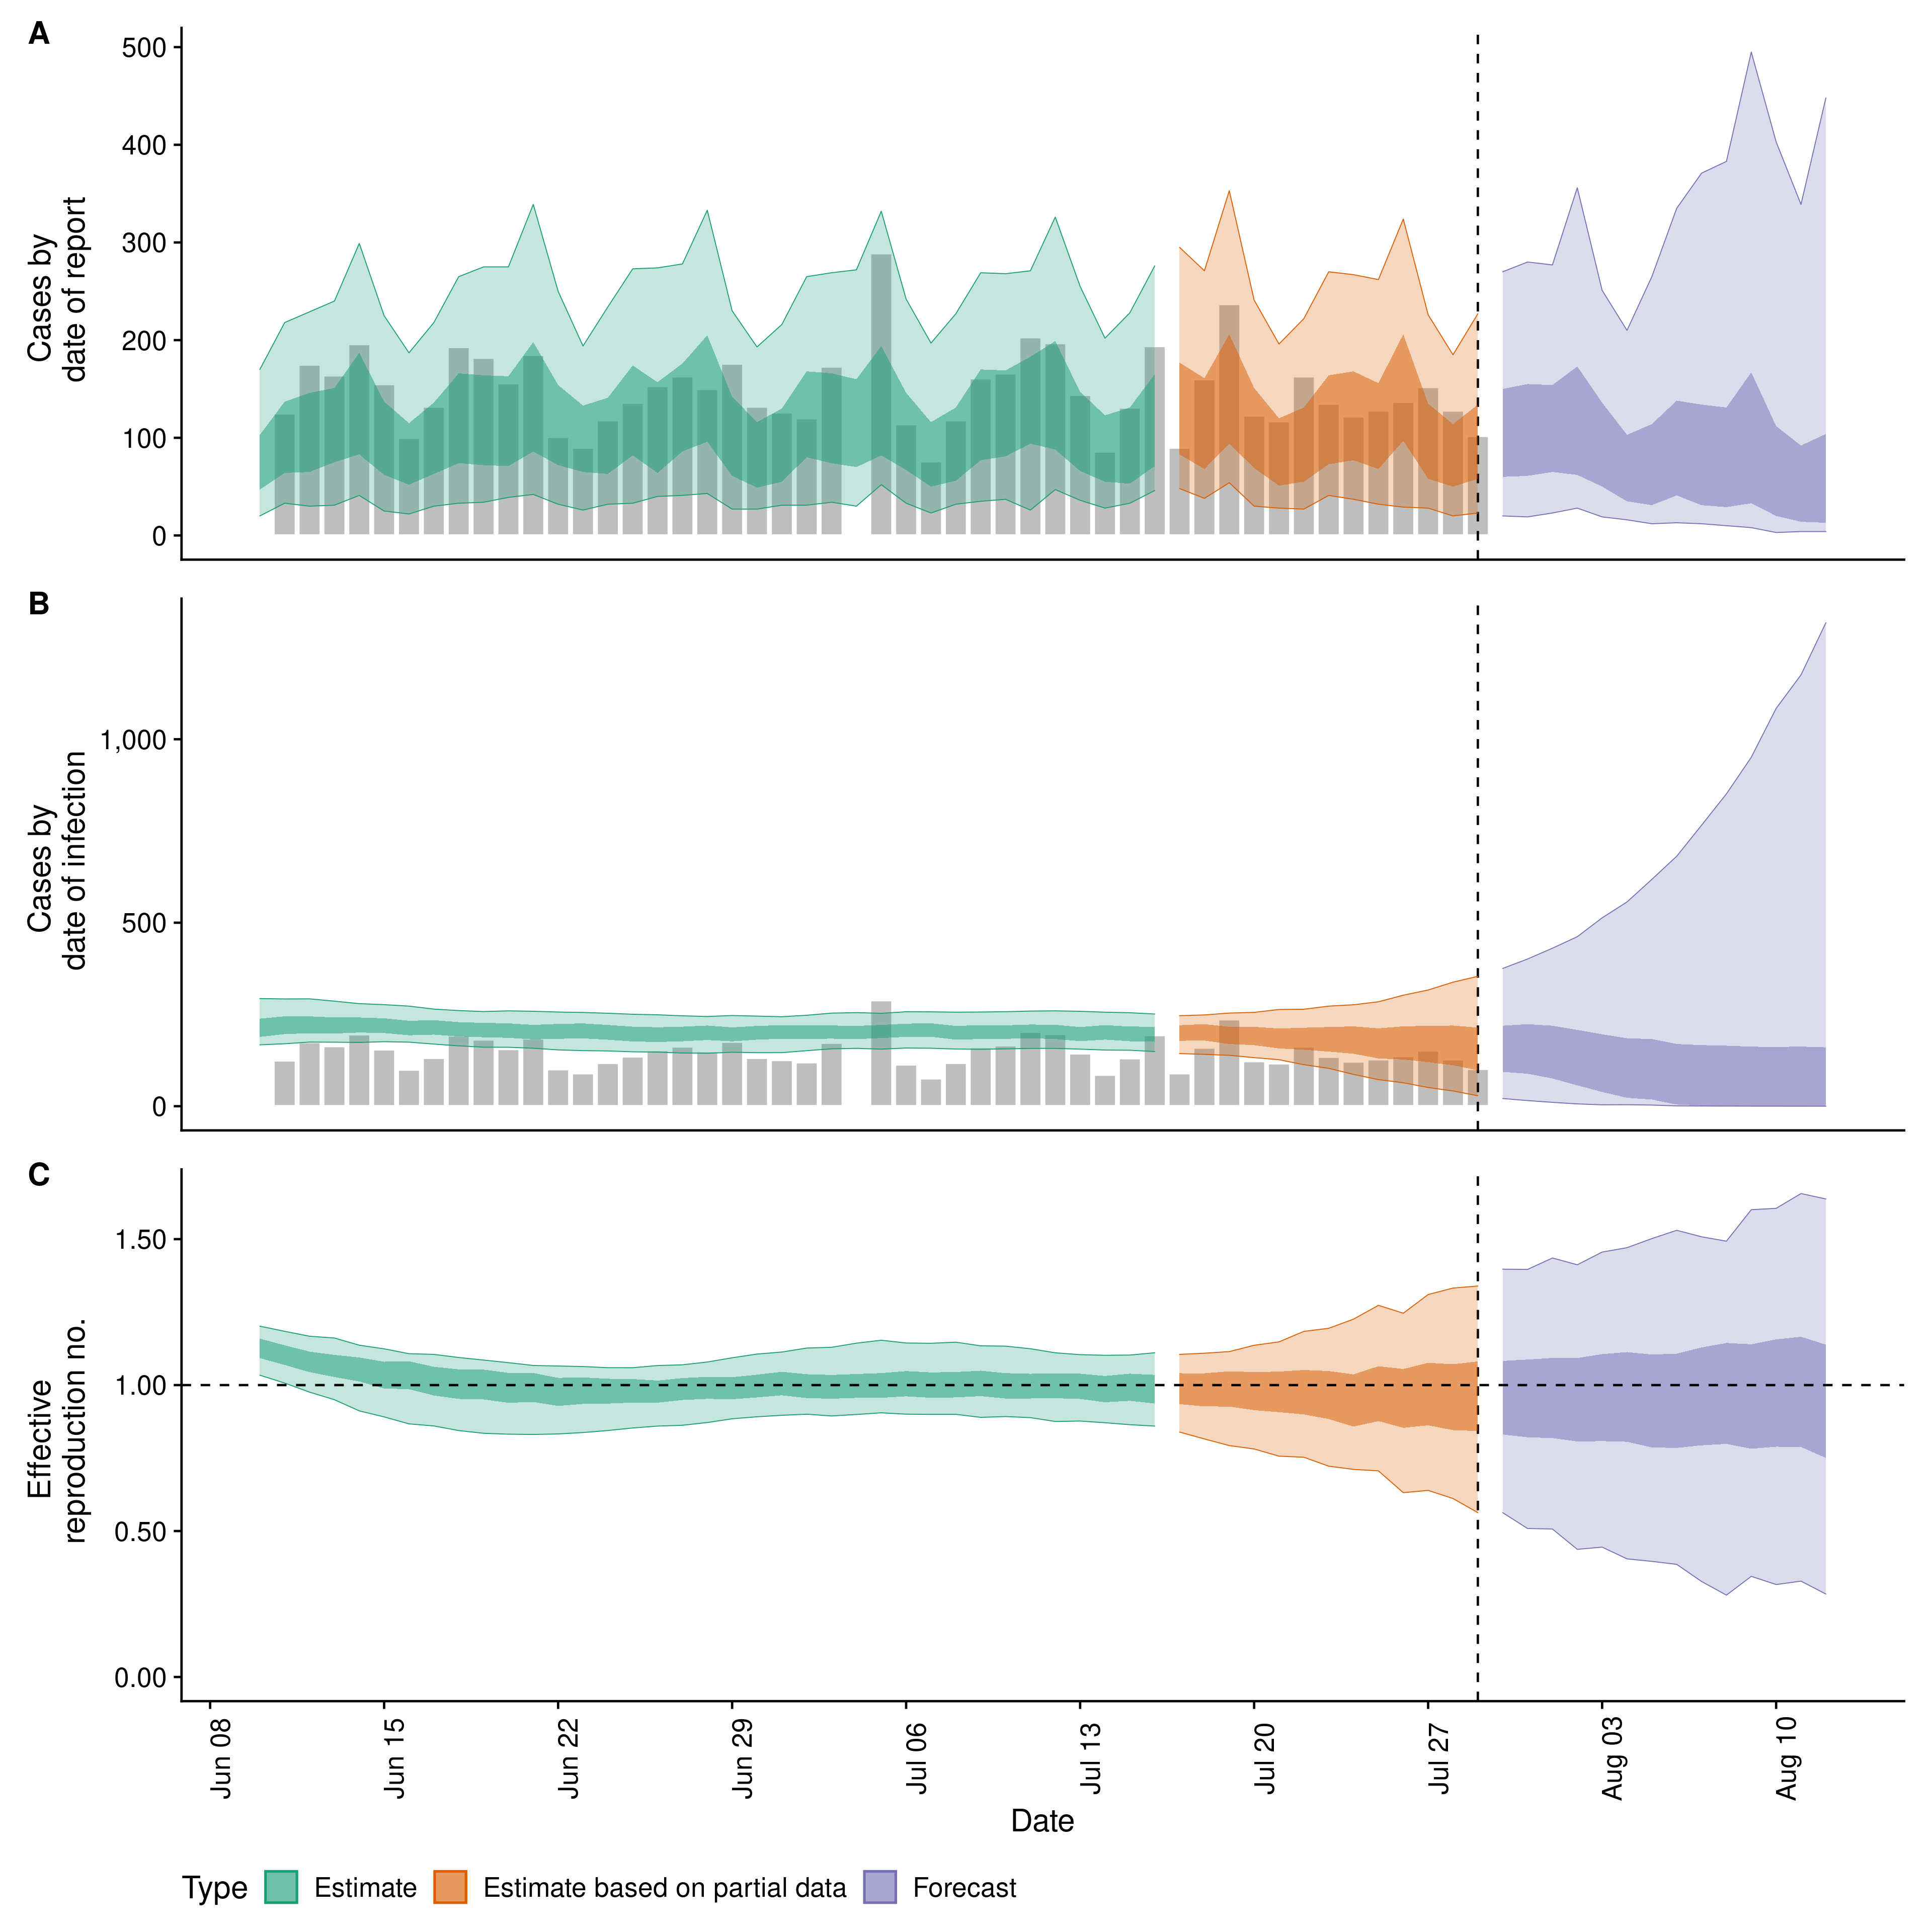 A
500
400
300
200
100
0
Cases by
date of report
B
1,000
500
0
Cases by
date of infection
C
1.50
1.00
0.50
0.00
Effective
reproduction no.
Jun 08
Jun 15
Jun 22
Jun 29
Jul 06
Jul 13
Jul 20
Jul 27
Aug 03
Aug 10
Date
Type Estimate Estimate based on partial data Forecast